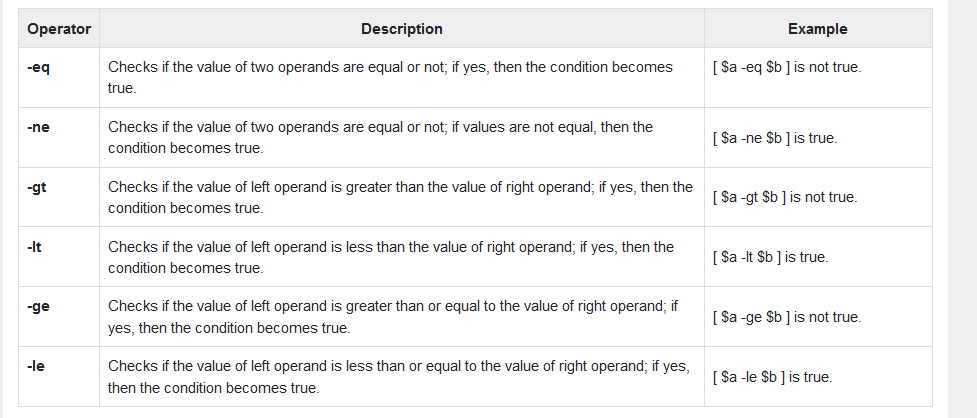 Operator Description Example
-eq Checks if the value of two operands are equal or not; if yes, then the condition becomes [ $a -eq $b ] is not true.
true.
-ne Checks if the value of two operands are equal or not; if values are not equal, then the
condition becomes true. [ $a -ne $b ] is true.
-gt Checks if the value of left operand is greater than the value of right operand; if yes, then the
condition becomes true. [ $a -gt $b ] is not true.
-lt Checks if the value of left operand is less than the value of right operand; if yes, then the
condition becomes true. [ $a -lt $b ] is true.
-ge Checks if the value of left operand is greater than or equal to the value of right operand; if
yes, then the condition becomes true. [ $a -ge $b ] is not true.
-le Checks if the value of left operand is less than or equal to the value of right operand; if yes,
then the condition becomes true. [ $a -le $b ] is true.